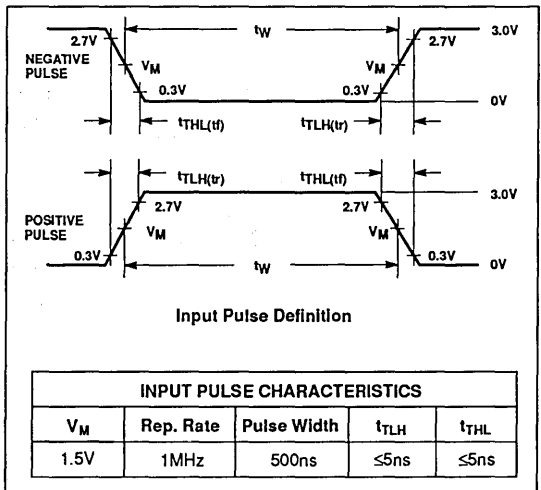 tW
3.0V
2.7V
2.7V
NEGATIVE
PULSE
VM
VM
0.3V
0.3V
0V
tTHL(tf)
tTLH(tr)
tTLH(tr)
tTHL(tf)
3.0V
2.7V
2.7V
POSITIVE
PULSE
VM
VM
0.3V
0.3V
0V
tW
Input Pulse Definition
INPUT PULSE CHARACTERISTICS
VM Rep. Rate Pulse Width tTLH tTHL
1.5V 1MHz 500ns ≤5ns ≤5ns